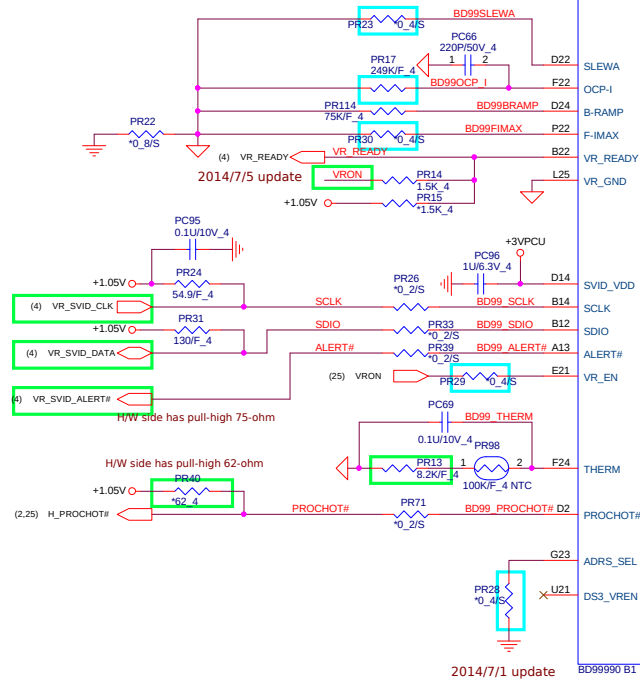 BD99SLEWA
PR23 *0_4/S
PC66
220P/50V_4
D22 SLEWA
PR17 1 2
249K/F_4
BD99OCP_I F22 OCP-I
PR114 BD99BRAMP D24 B-RAMP
75K/F_4
PR22 PR30 *0_4/S BD99FIMAX P22 F-IMAX
*0_8/S
(4) VR_READY VR_READY B22 VR_READY
2014/7/5 update VRON PR14 L25 VR_GND
1.5K_4
+1.05V PR15
*1.5K_4
PC95
0.1U/10V_4
+3VPCU
PC96
1U/6.3V_4
+1.05V PR24 PR26 D14 SVID_VDD
54.9/F_4 *0_2/S
(4) VR_SVID_CLK SCLK BD99_SCLK B14 SCLK
+1.05V PR31 SDIO PR33 BD99_SDIO B12 SDIO
130/F_4 *0_2/S
(4) VR_SVID_DATA ALERT# PR39 BD99_ALERT# A13 ALERT#
*0_2/S
(25) VRON PR29 *0_4/S E21 VR_EN
(4) VR_SVID_ALERT#
H/W side has pull-high 75-ohm
PC69
BD99_THERM
0.1U/10V_4
PR98
H/W side has pull-high 62-ohm
PR13 1 2 F24 THERM
8.2K/F_4
100K/F_4 NTC
+1.05V PR40
*62_4
(2,25) H_PROCHOT# PROCHOT# PR71 BD99_PROCHOT# D2 PROCHOT#
*0_2/S
G23 ADRS_SEL
PR28
*0_4/S
U21 DS3_VREN
2014/7/1 update
BD99990 B1